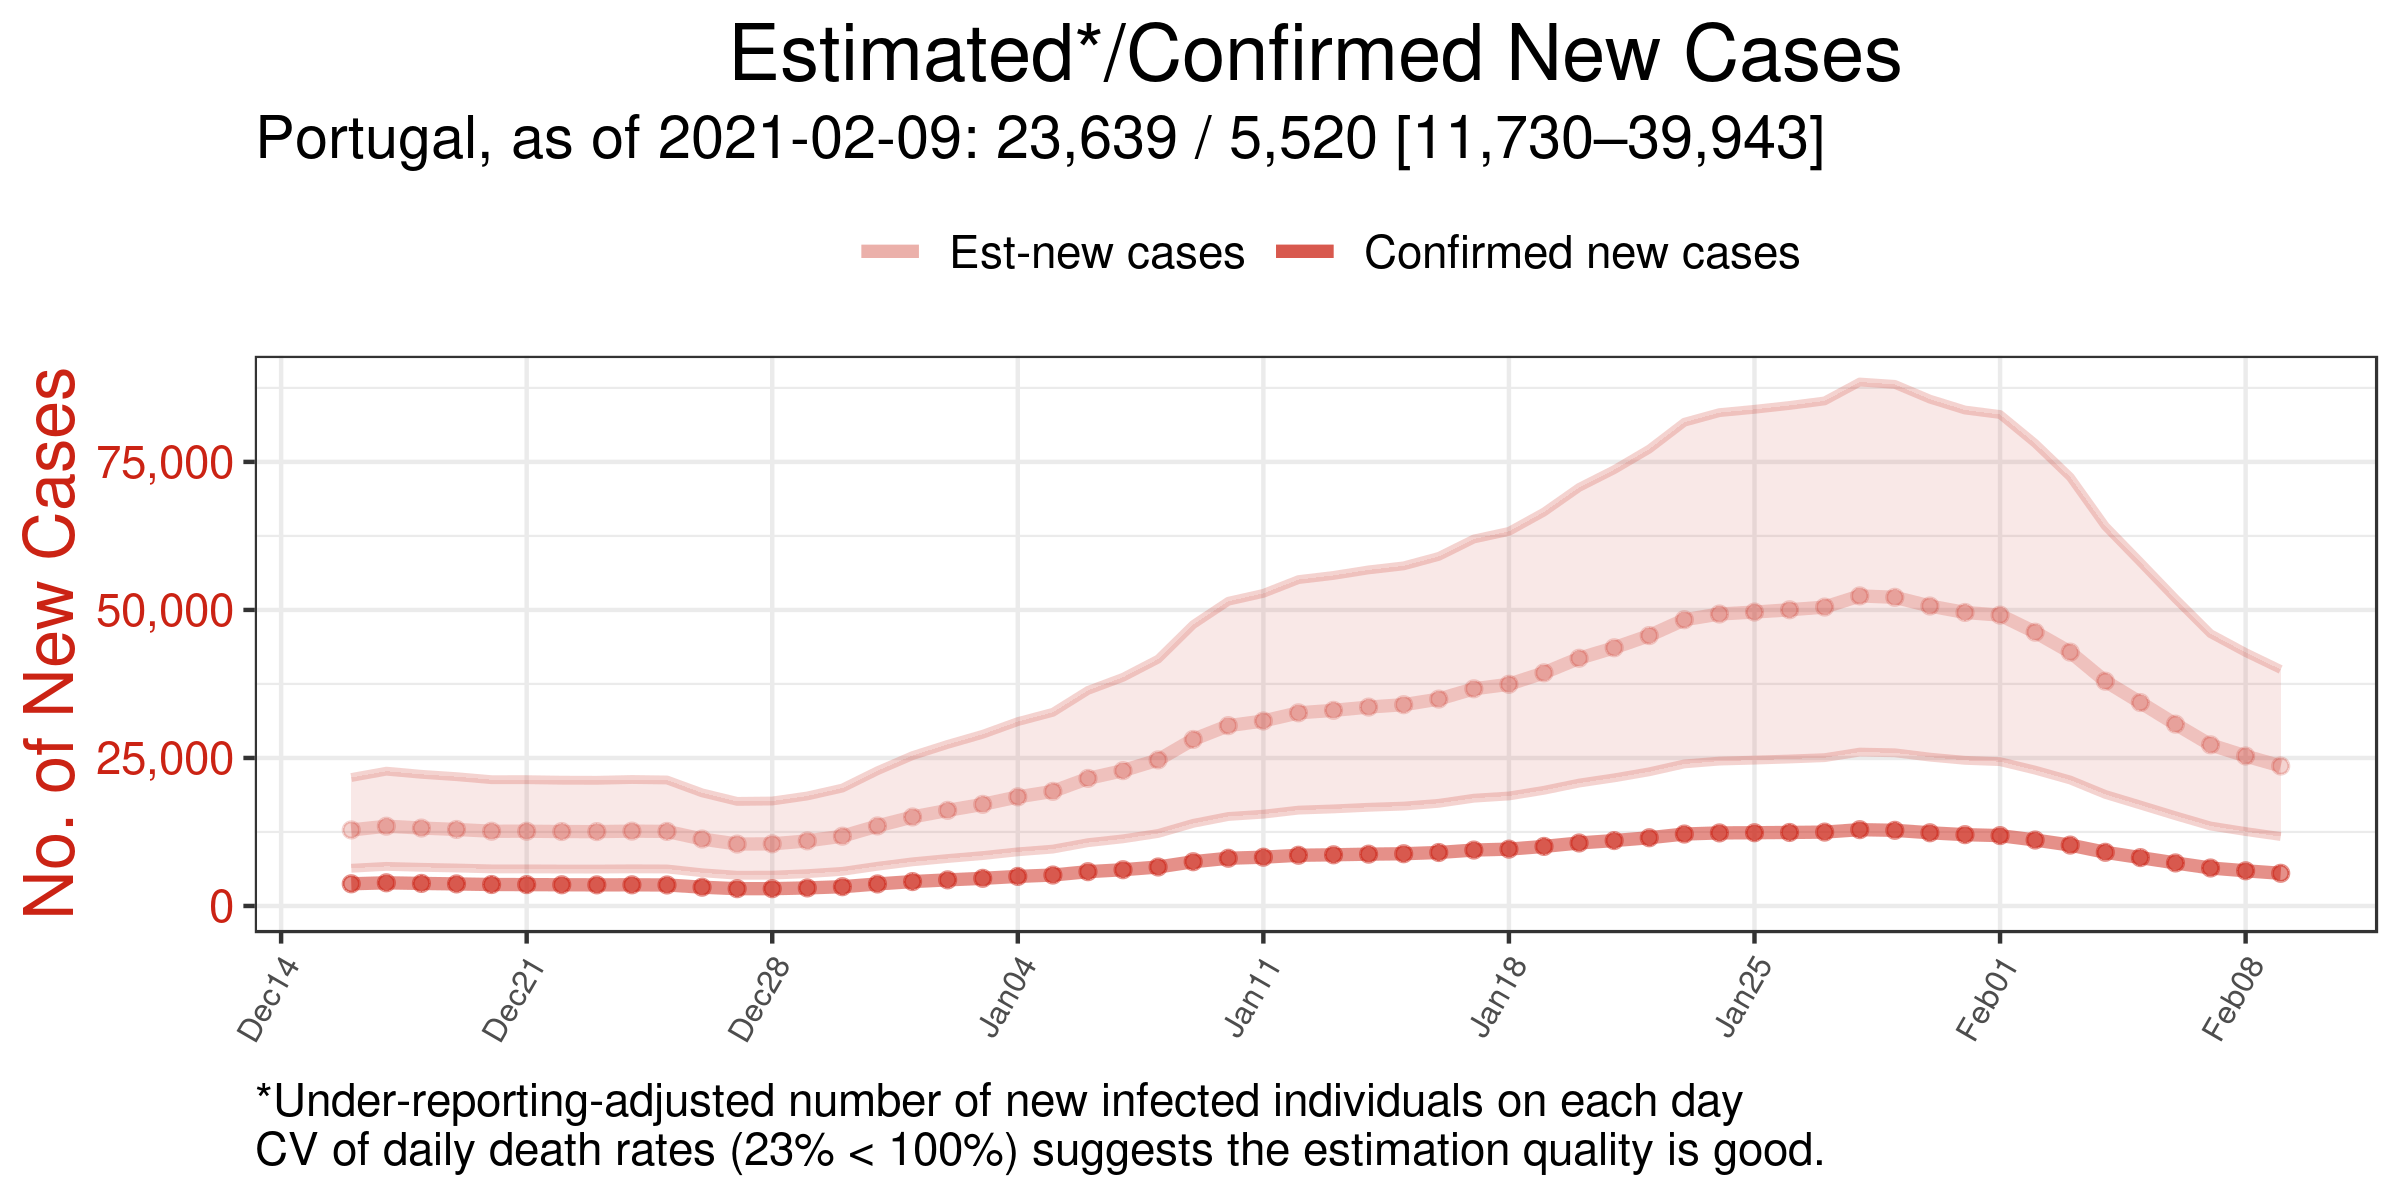 Estimated*/Confirmed New Cases
Portugal, as of 2021-02-09: 23,639 / 5,520 [11,730–39,943]
Est-new cases
Confirmed new cases
No. of New Cases
75,000
50,000
25,000
0
Dec14
Dec21
Dec28
Jan04
Jan11
Jan18
Jan25
Feb01
Feb08
*Under-reporting-adjusted number of new infected individuals on each day
CV of daily death rates (23% < 100%) suggests the estimation quality is good.